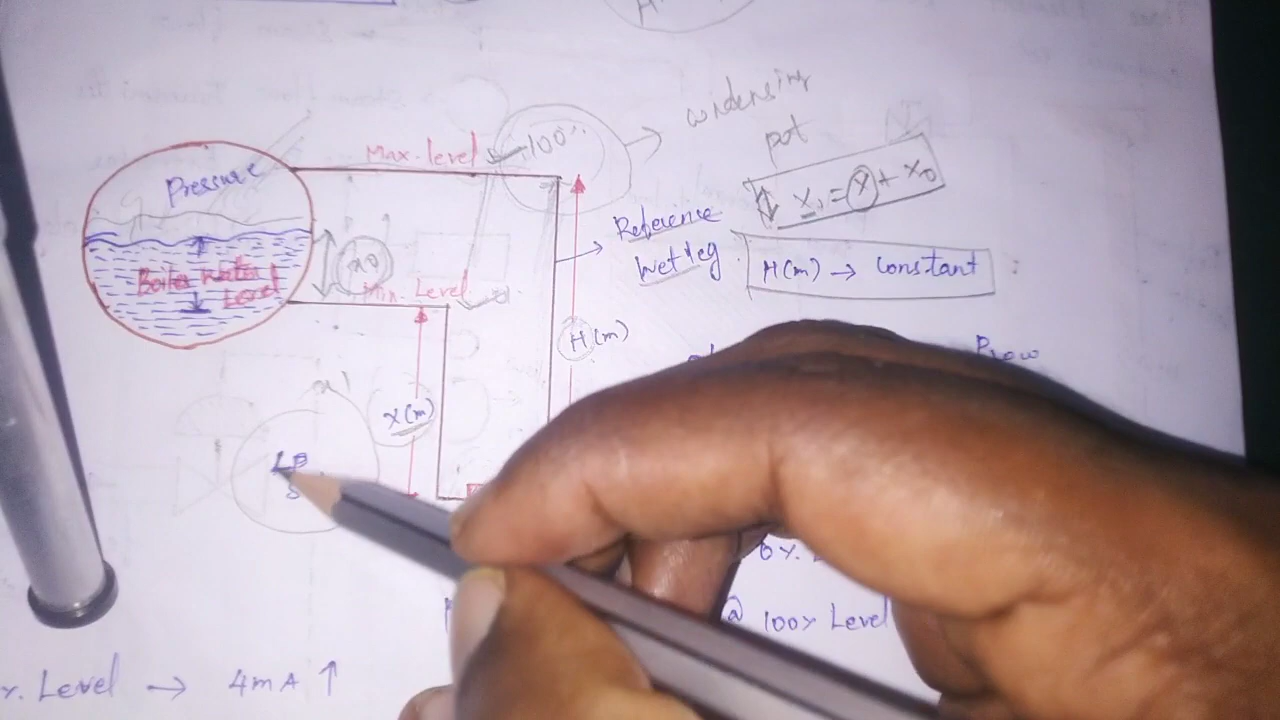 Max. level
100%
condensing
pot
Pressure
x₁ = x + x₀
Reference
wet leg
H(m) → constant
x0
Boiler water
Level
Min. Level
H(m)
x'
x(m)
LP
S
0%
@ 100% Level
%. Level → 4mA ↑